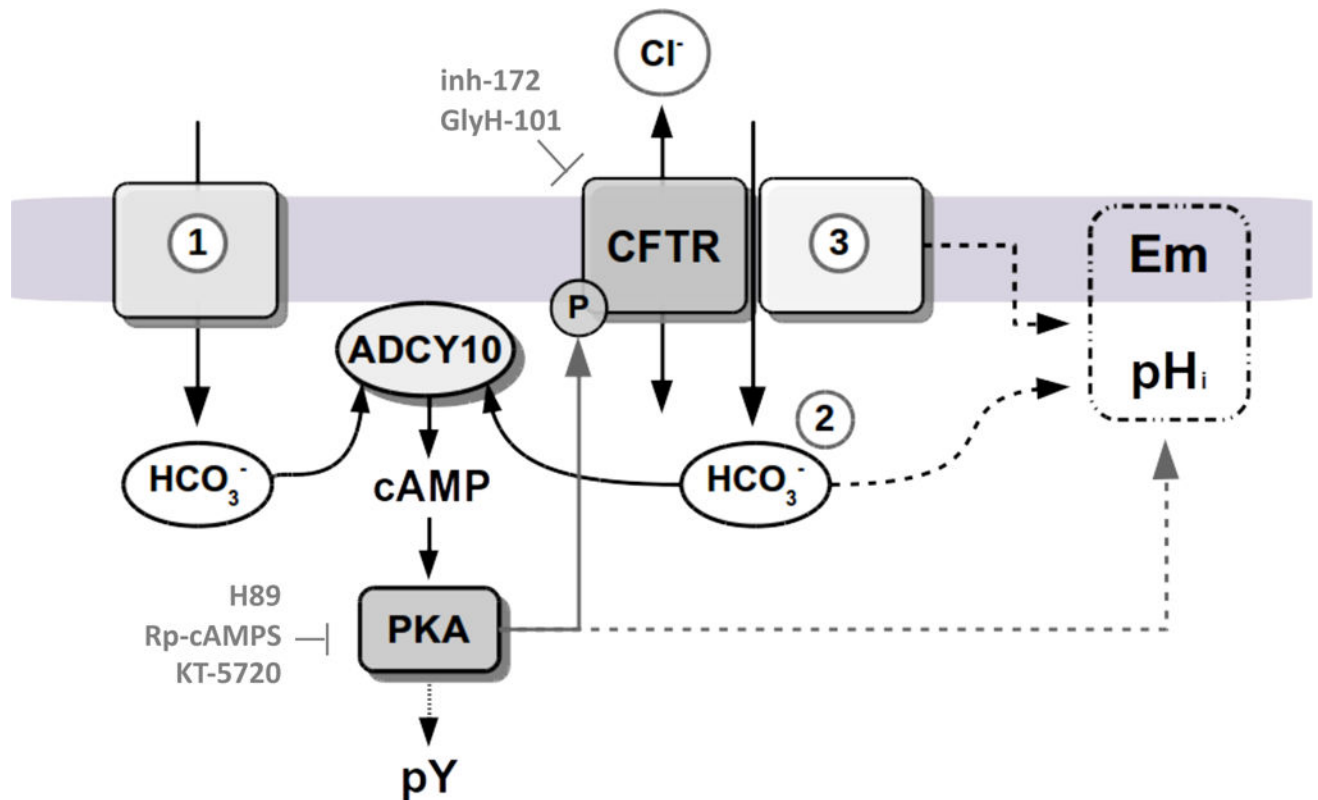 Cl-
inh-172
GlyH-101
1
CFTR
3
Em
P
ADCY10
pHi
2
HCO3-
cAMP
HCO3-
H89
Rp-cAMPS
KT-5720
PKA
pY